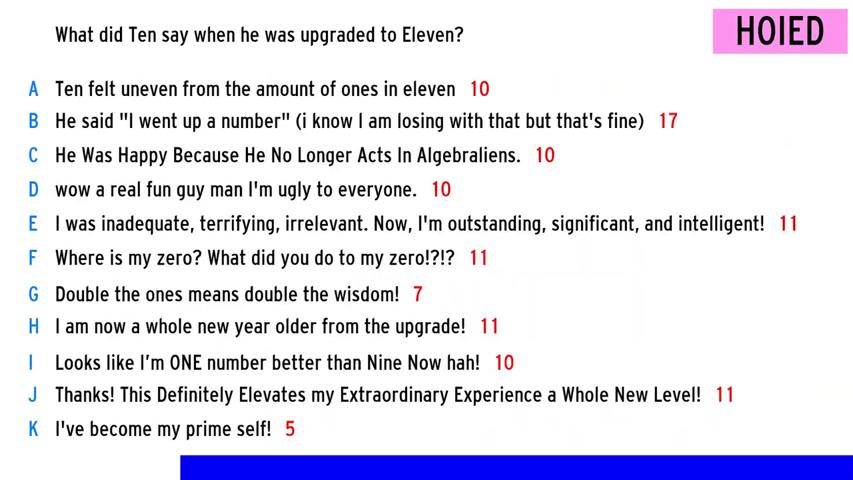 What did Ten say when he was upgraded to Eleven?
HOIED
A Ten felt uneven from the amount of ones in eleven 10
B He said "I went up a number" (i know I am losing with that but that's fine) 17
C He Was Happy Because He No Longer Acts In Algebraliens. 10
D wow a real fun guy man I'm ugly to everyone. 10
E I was inadequate, terrifying, irrelevant. Now, I'm outstanding, significant, and intelligent! 11
F Where is my zero? What did you do to my zero!?!? 11
G Double the ones means double the wisdom! 7
H I am now a whole new year older from the upgrade! 11
I Looks like I’m ONE number better than Nine Now hah! 10
J Thanks! This Definitely Elevates my Extraordinary Experience a Whole New Level! 11
K I've become my prime self! 5